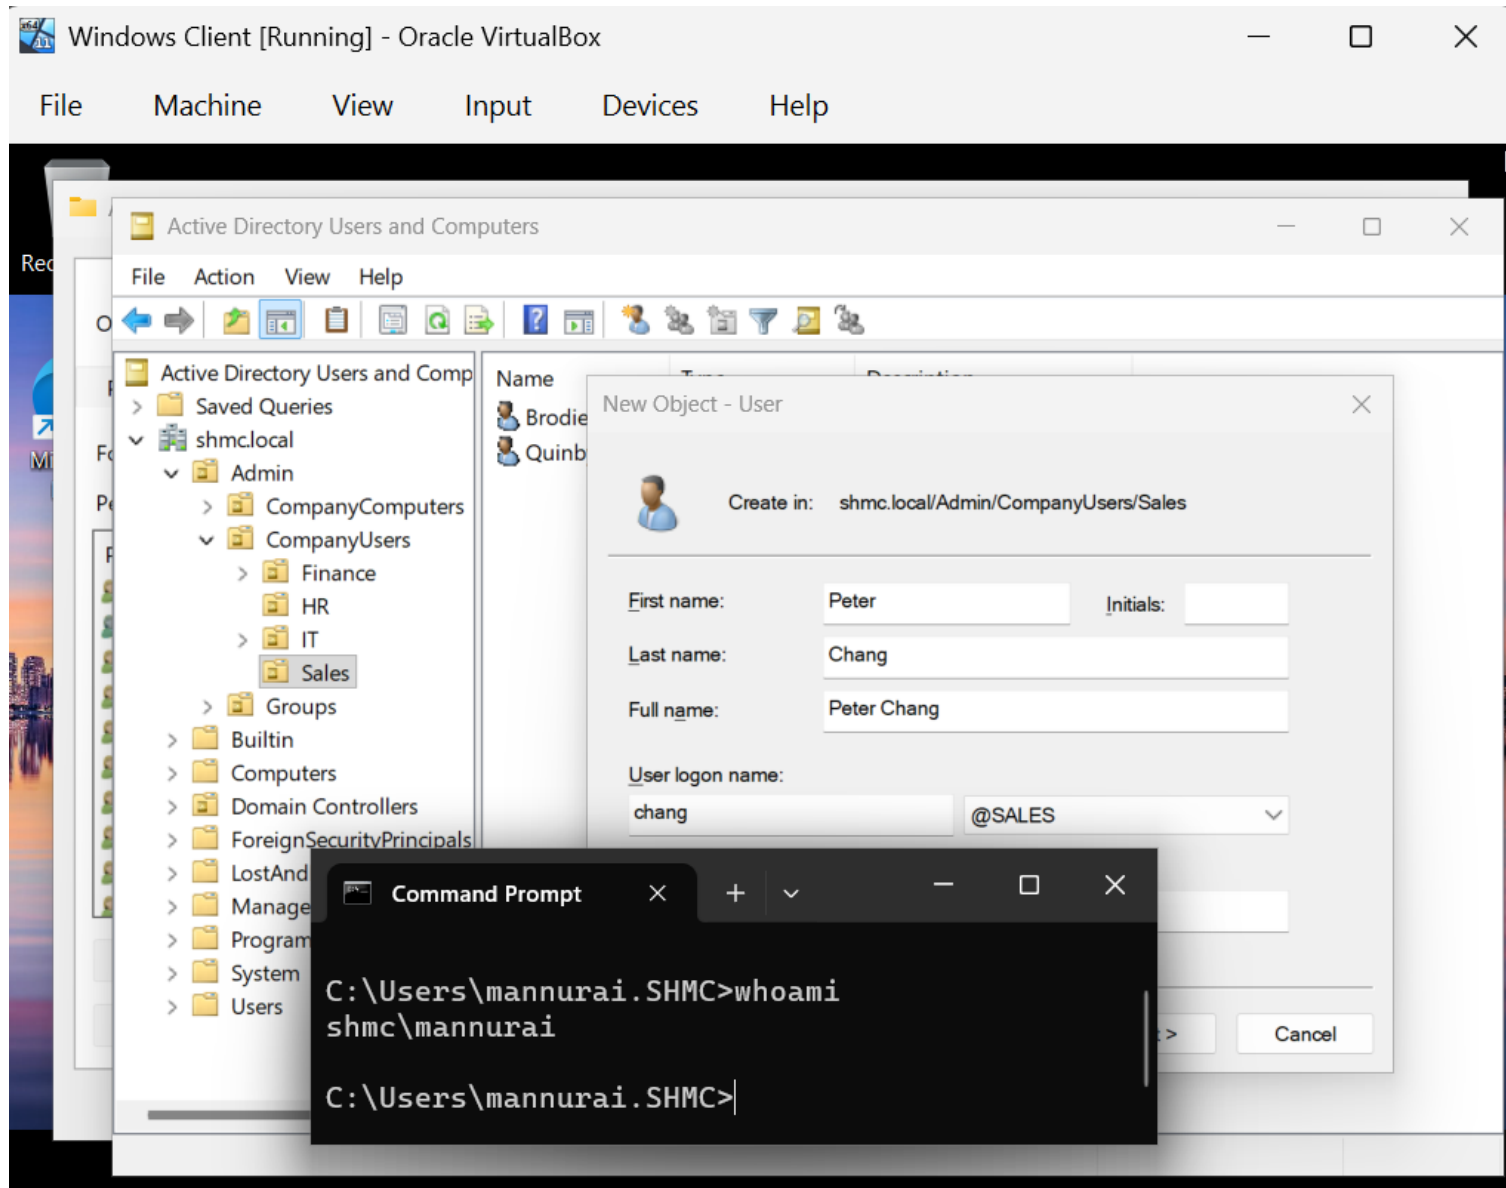 Windows Client [Running] - Oracle VirtualBox
File Machine View Input Devices Help
Active Directory Users and Computers
File Action View Help
Active Directory Users and Comp
Saved Queries
shmc.local
Admin
CompanyComputers
CompanyUsers
Finance
HR
IT
Sales
Groups
Builtin
Computers
Domain Controllers
ForeignSecurityPrincipals
LostAnd
Manage
Program
System
Users
Name
Brodie
Quinb
New Object - User
Create in: shmc.local/Admin/CompanyUsers/Sales
First name: Peter Initials:
Last name: Chang
Full name: Peter Chang
User logon name:
chang @SALES
>
Cancel
Command Prompt
C:\Users\mannurai.SHMC>whoami
shmc\mannurai
C:\Users\mannurai.SHMC>